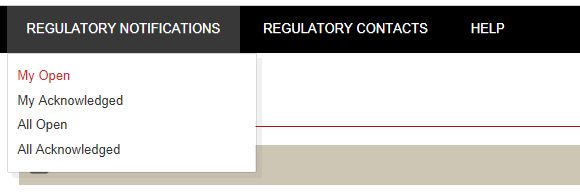 REGULATORY NOTIFICATIONS REGULATORY CONTACTS HELP
My Open
My Acknowledged
All Open
All Acknowledged